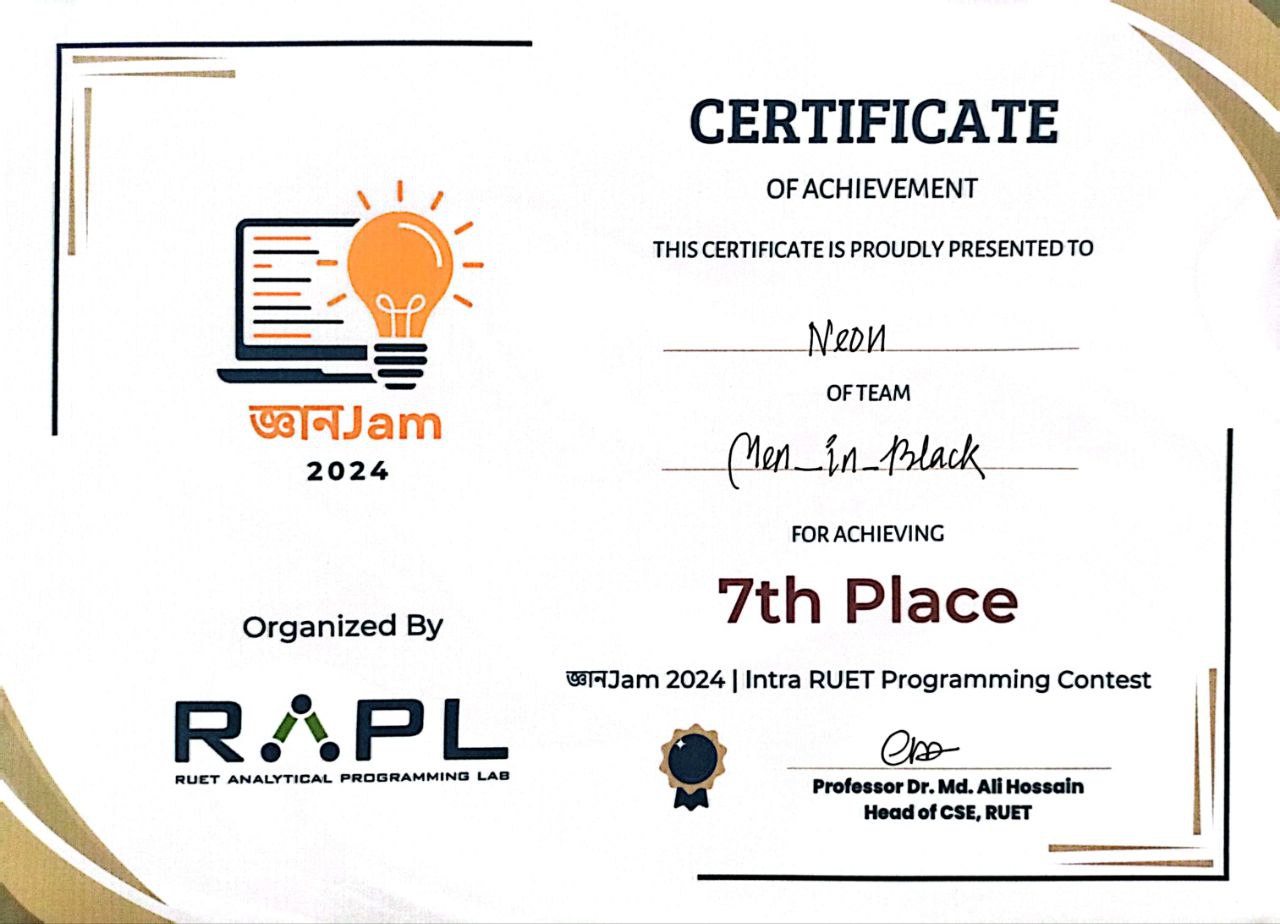 জ্ঞানJam
2024
Organized By
RAPL
RUET ANALYTICAL PROGRAMMING LAB
CERTIFICATE
OF ACHIEVEMENT
THIS CERTIFICATE IS PROUDLY PRESENTED TO
Neon
OF TEAM
Men_in_Black
FOR ACHIEVING
7th Place
জ্ঞানJam 2024 | Intra RUET Programming Contest
Professor Dr. Md. Ali Hossain
Head of CSE, RUET